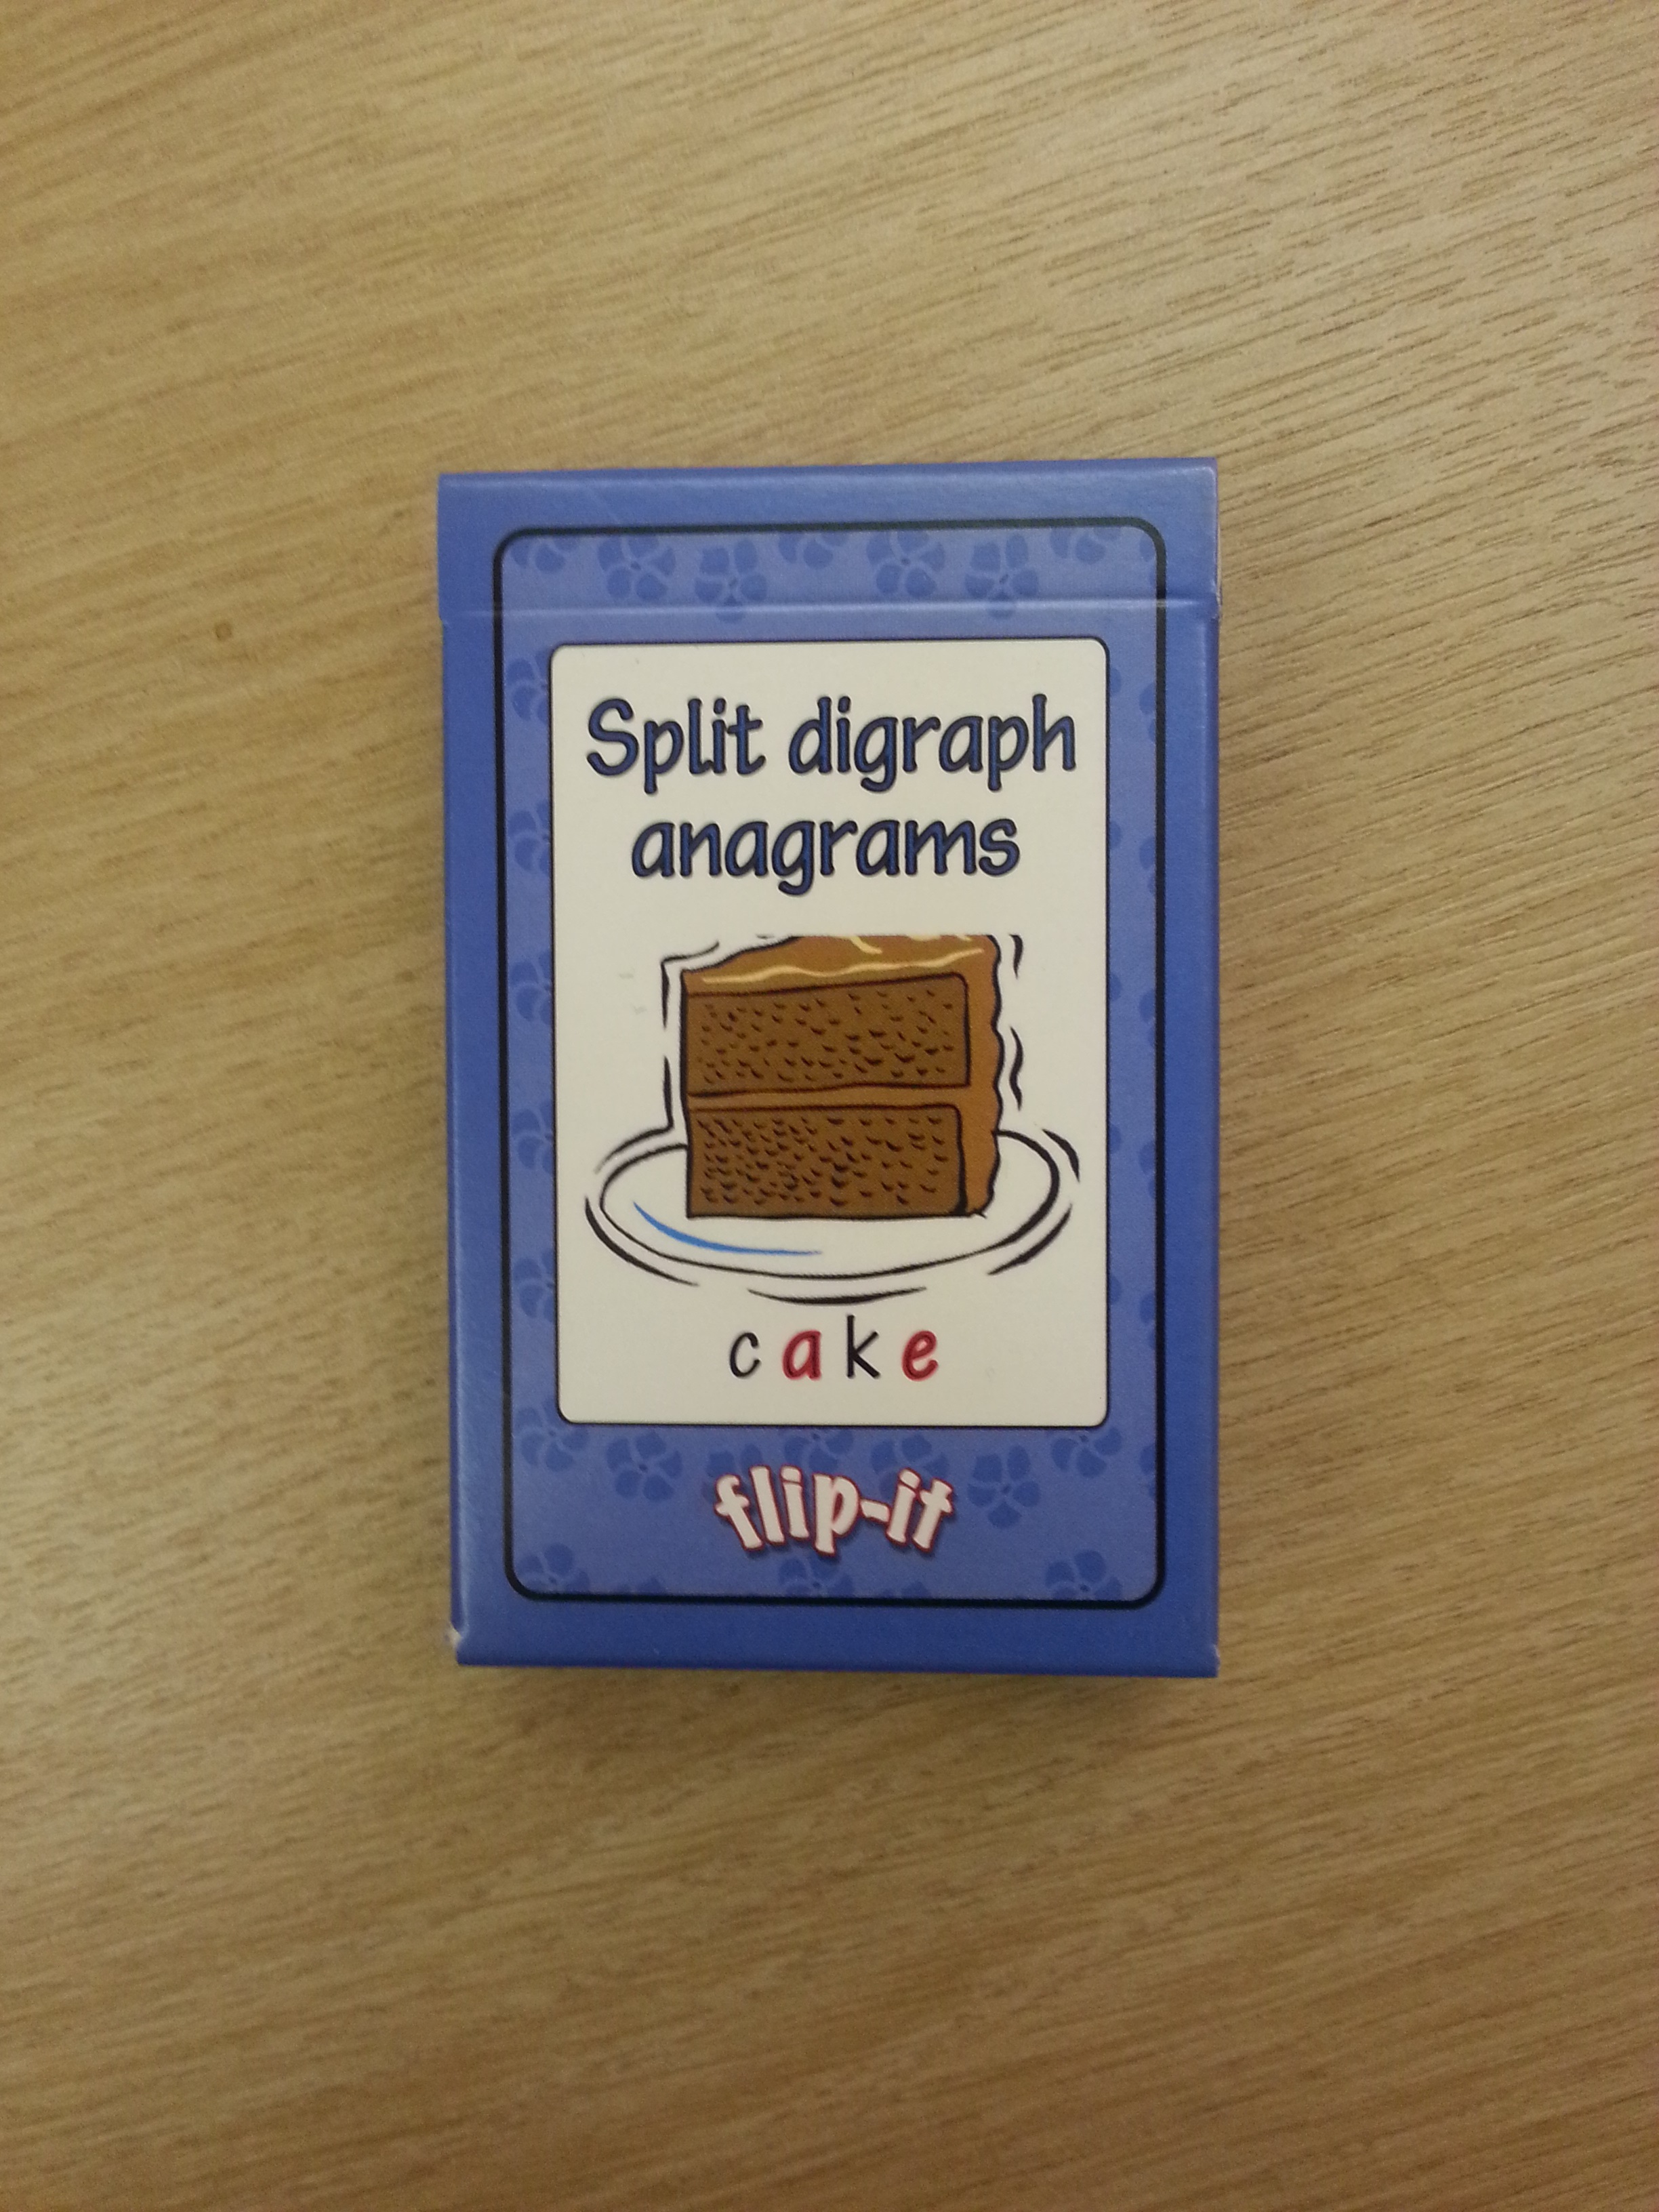 Split digraph
anagrams
cake
flip-it